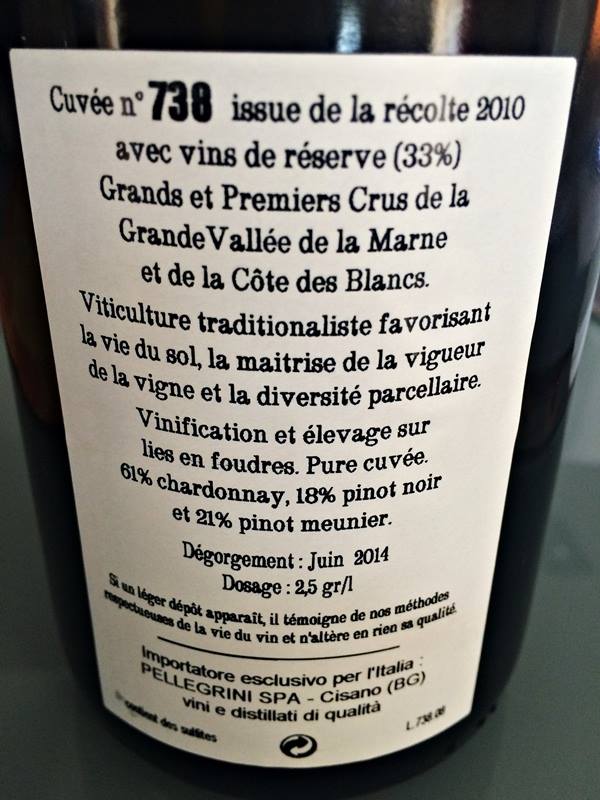 Cuvée n° 738 issue de la récolte 2010
avec vins de réserve (33%)
Grands et Premiers Crus de la
GrandeVallée de la Marne
et de la Côte des Blancs.
Viticulture traditionaliste favorisant
la vie du sol, la maitrise de la vigueur
de la vigne et la diversité parcellaire.
Vinification et élevage sur
lies en foudres. Pure cuvée.
61% chardonnay, 18% pinot noir
et 21% pinot meunier.
Dégorgement : Juin 2014
Dosage : 2,5 gr/l
Si un léger dépôt apparaît, il témoigne de nos méthodes
respectueuses de la vie du vin et n'altère en rien sa qualité.
Importatore esclusivo per l'Italia :
PELLEGRINI SPA - Cisano (BG)
vini e distillati di qualità
contient des sulfites
L.738.08